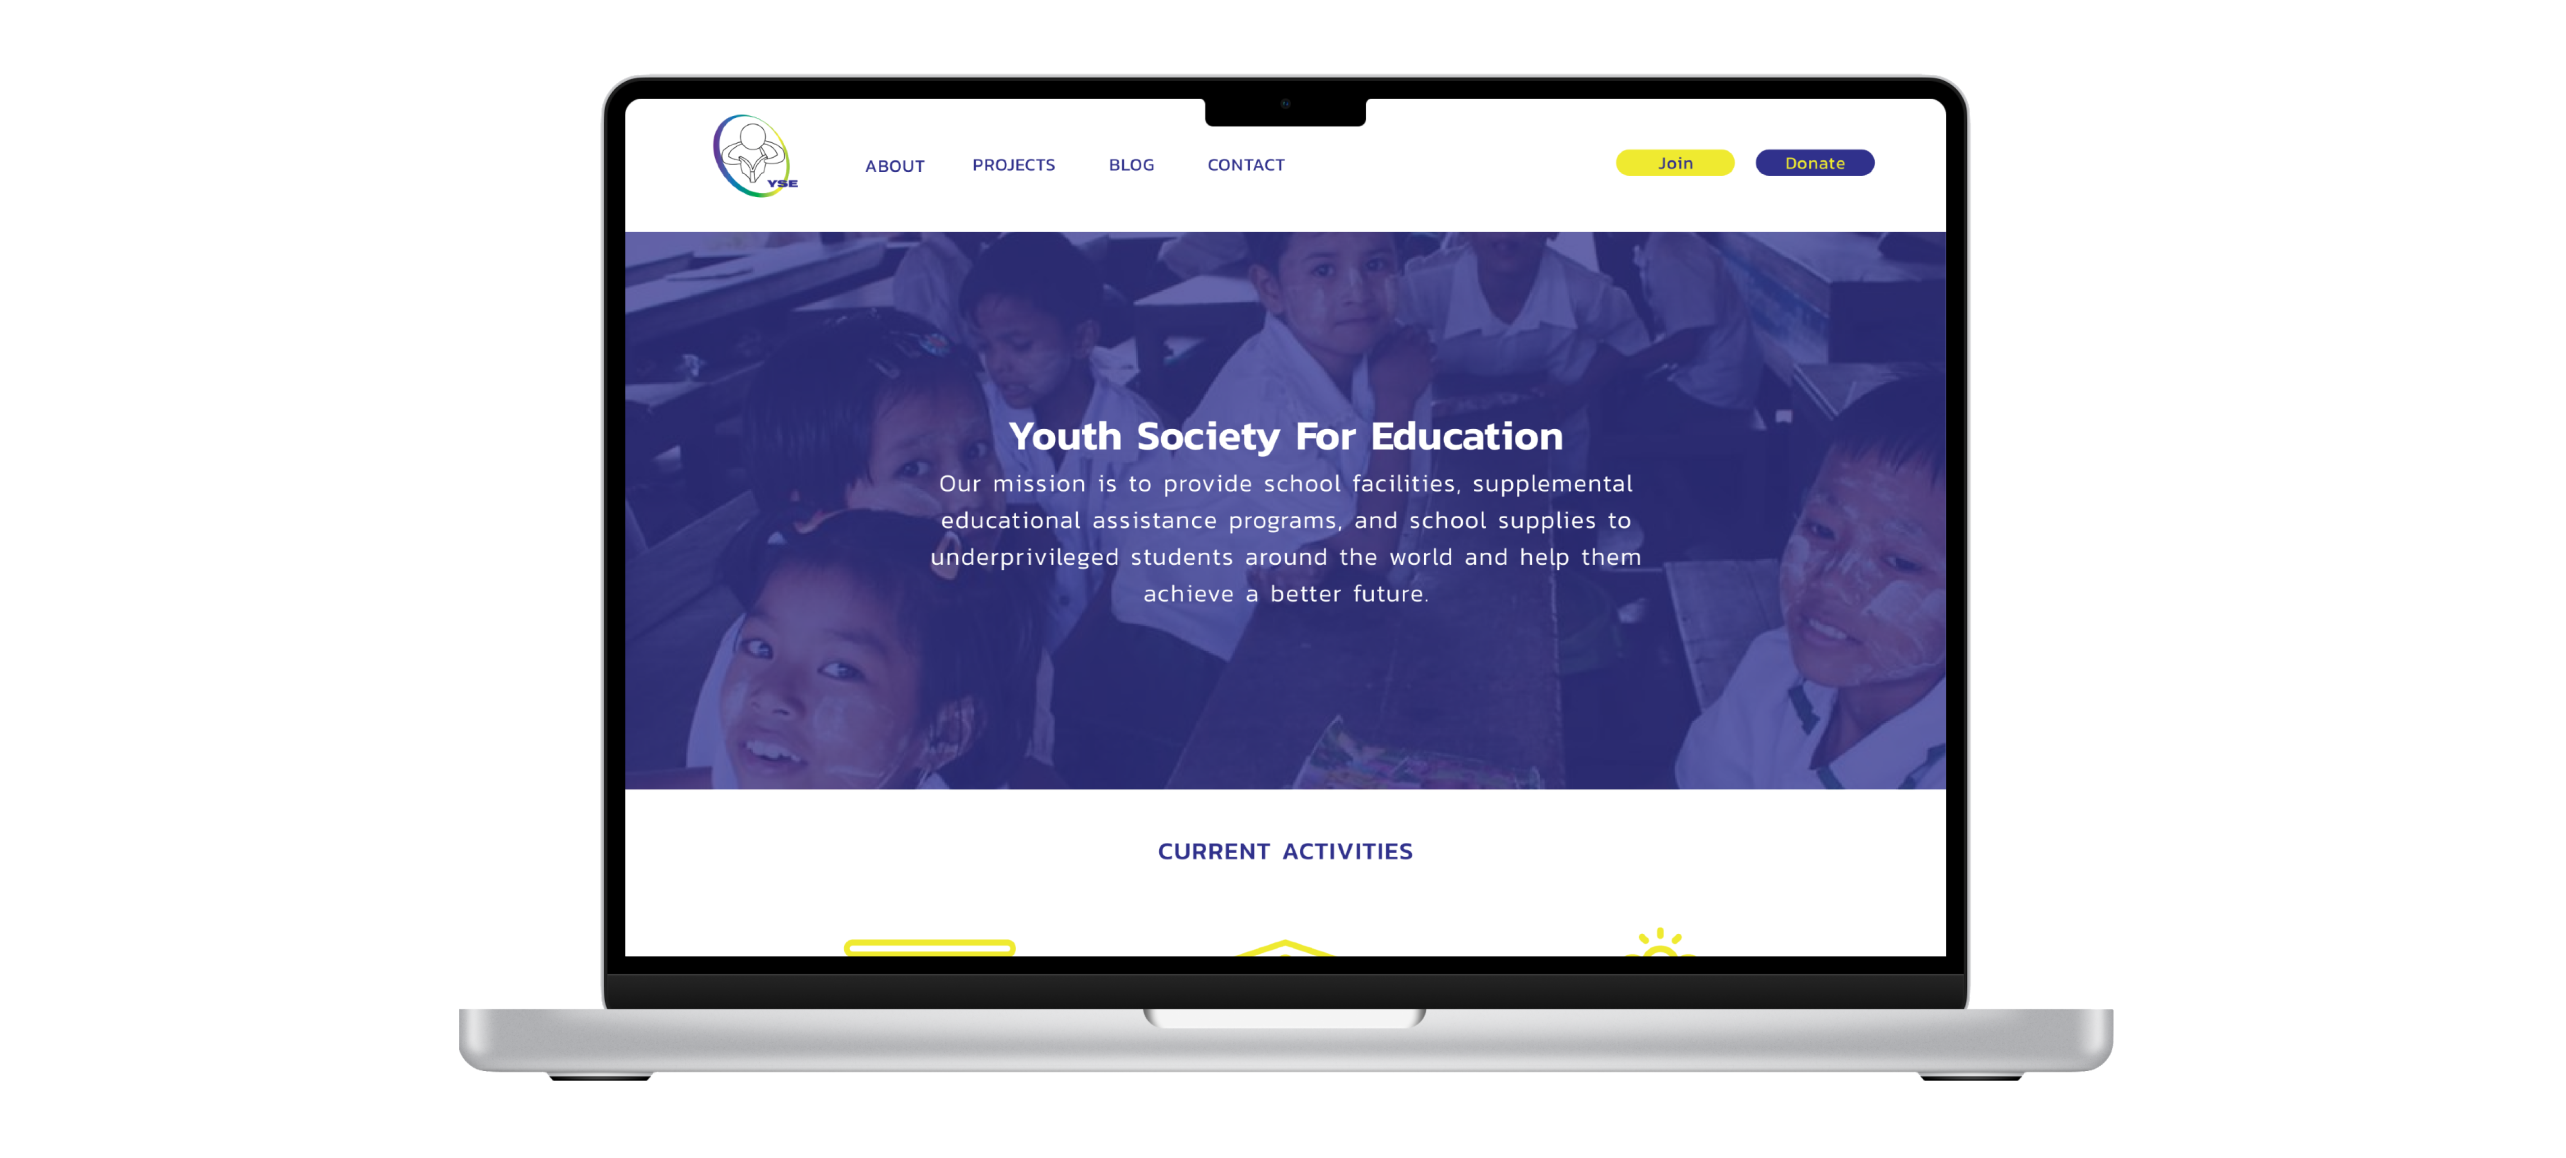 YSE
ABOUT PROJECTS BLOG CONTACT Join Donate
Youth Society For Education
Our mission is to provide school facilities, supplemental
educational assistance programs, and school supplies to
underprivileged students around the world and help them
achieve a better future.
CURRENT ACTIVITIES